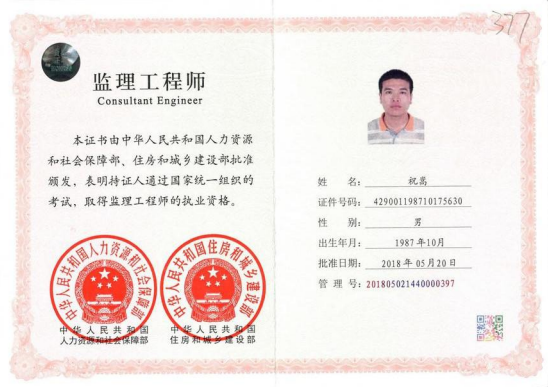 377
监理工程师
Consultant Engineer
本证书由中华人民共和国人力资源
和社会保障部、住房和城乡建设部批准
颁发，表明持证人通过国家统一组织的
考试，取得监理工程师的执业资格。
中华人民共和国人力资源和社会保障部
中华人民共和国住房和城乡建设部
中华人民共和国
人力资源和社会保障部
中华人民共和国
住房和城乡建设部
姓 名： 祝嵩
证件号码： 429001198710175630
性 别： 男
出生年月： 1987年10月
批准日期： 2018年05月20日
管 理 号： 201805021440000397